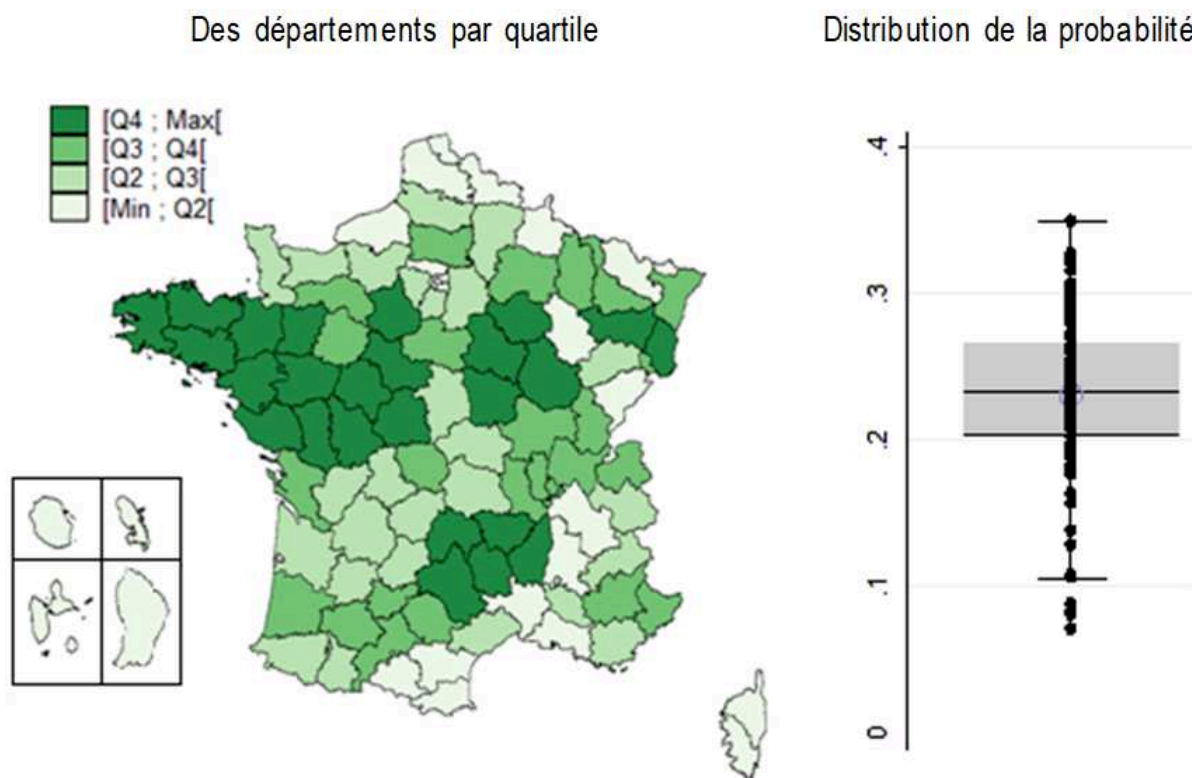 Des départements par quartile
Distribution de la probabilité
[Q4 ; Max[
[Q3 ; Q4[
[Q2 ; Q3[
[Min ; Q2[
.4
.3
.2
.1
0